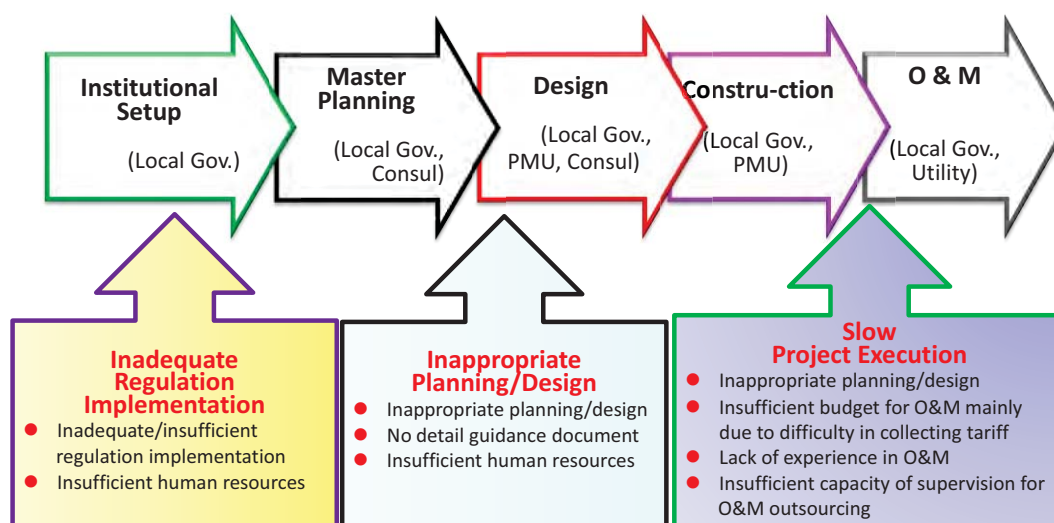 Institutional
Setup
(Local Gov.)
Master
Planning
(Local Gov.,
Consul)
Design
(Local Gov.,
PMU, Consul)
Constru-ction
(Local Gov.,
PMU)
O & M
(Local Gov.,
Utility)
Inadequate
Regulation
Implementation
● Inadequate/insufficient
regulation implementation
● Insufficient human resources
Inappropriate
Planning/Design
● Inappropriate planning/design
● No detail guidance document
● Insufficient human resources
Slow
Project Execution
● Inappropriate planning/design
● Insufficient budget for O&M mainly
due to difficulty in collecting tariff
● Lack of experience in O&M
● Insufficient capacity of supervision for
O&M outsourcing